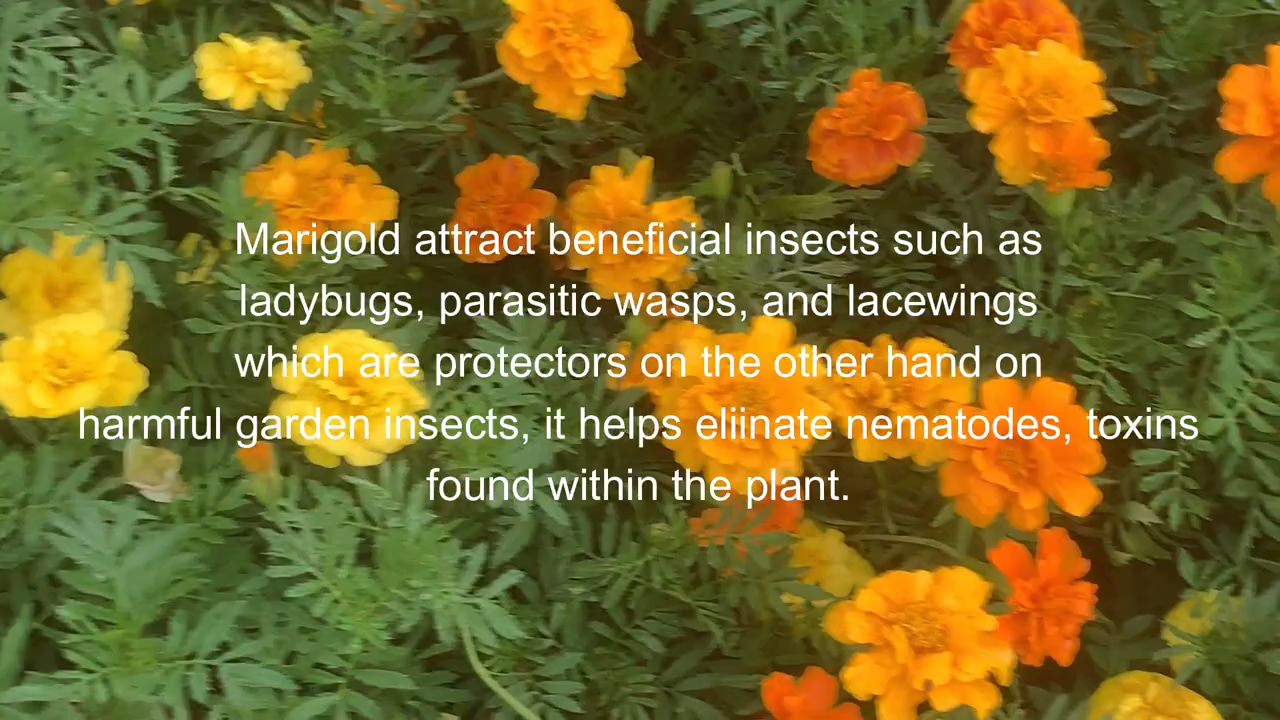 Marigold attract beneficial insects such as
ladybugs, parasitic wasps, and lacewings
which are protectors on the other hand on
harmful garden insects, it helps eliinate nematodes, toxins
found within the plant.